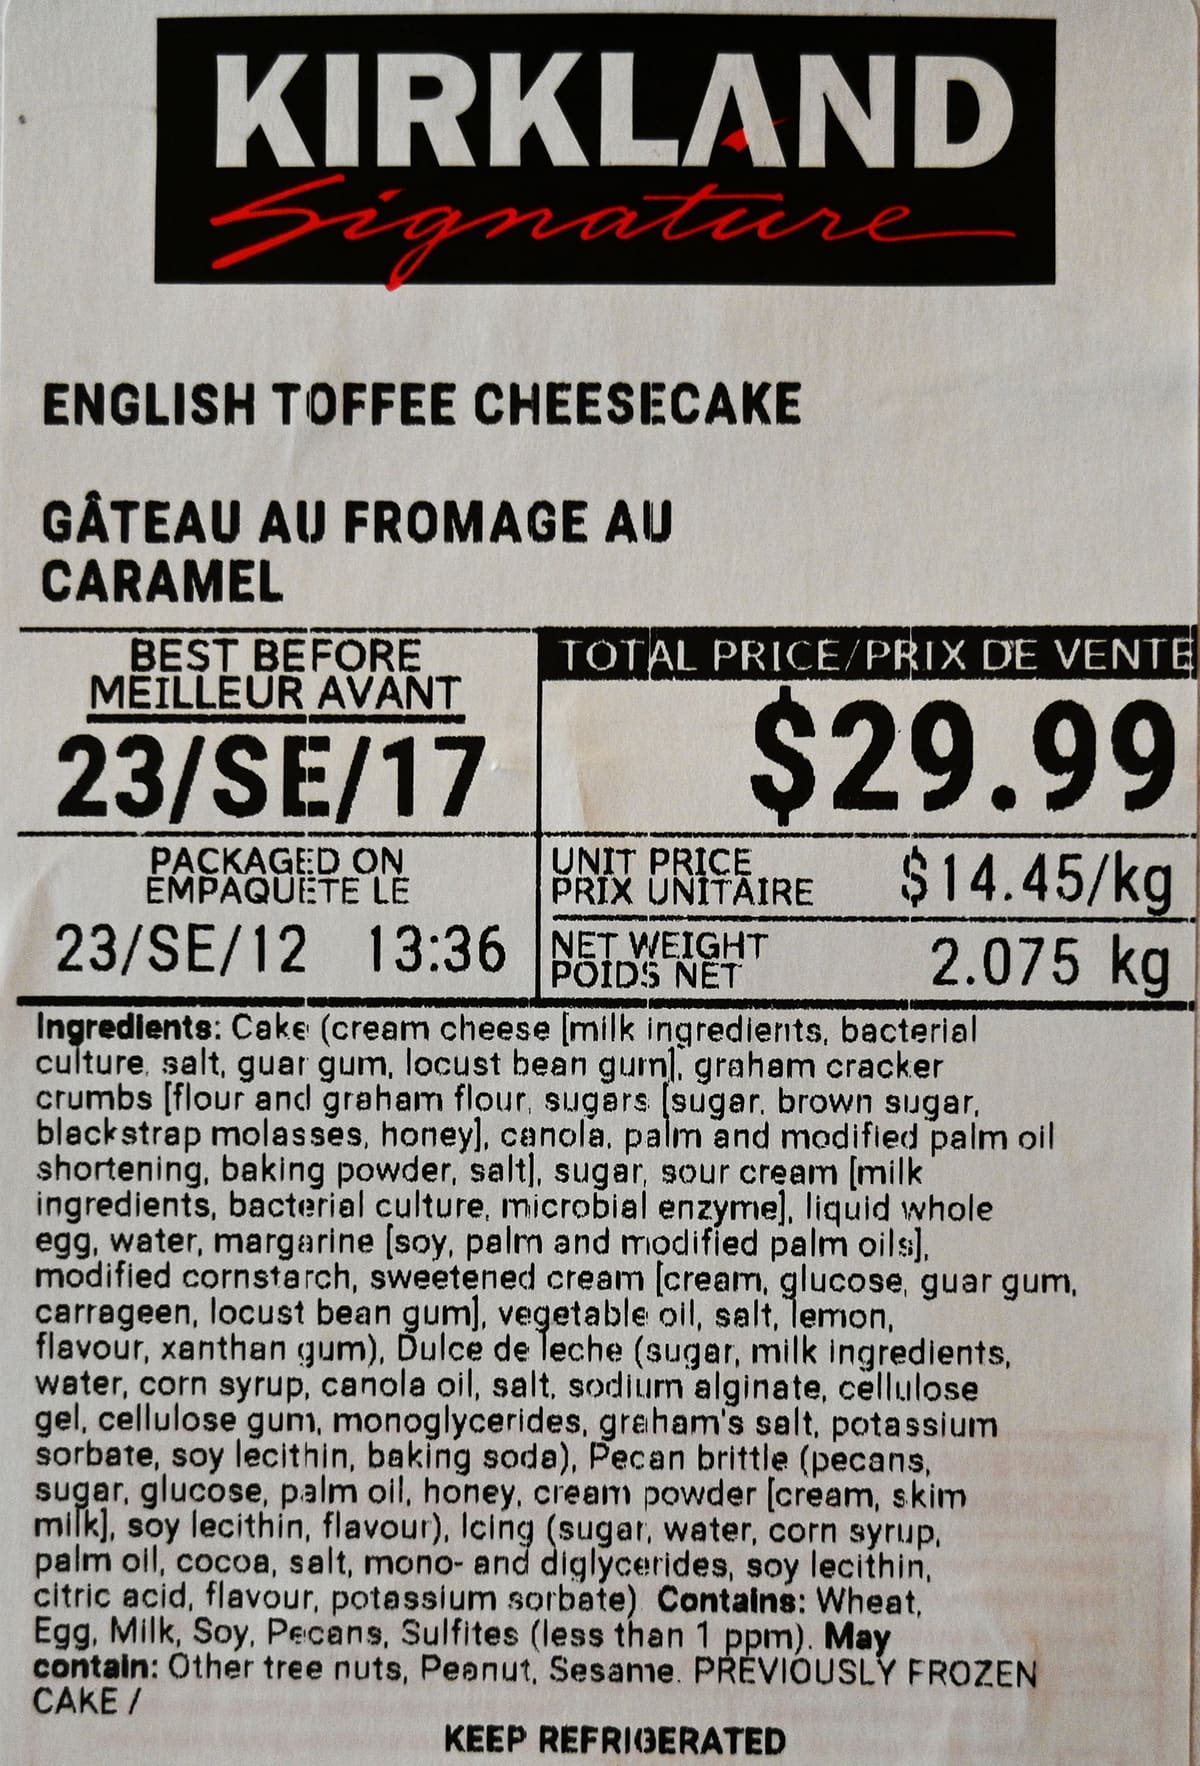 KIRKLAND
Signature
ENGLISH TOFFEE CHEESECAKE
GÂTEAU AU FROMAGE AU
CARAMEL
BEST BEFORE
MEILLEUR AVANT
23/SE/17
TOTAL PRICE/PRIX DE VENTE
$29.99
PACKAGED ON
EMPAQUÉTÉ LE
23/SE/12 13:36
UNIT PRICE
PRIX UNITAIRE
$14.45/kg
NET WEIGHT
POIDS NET
2.075 kg
Ingredients: Cake (cream cheese [milk ingredients, bacterial
culture, salt, guar gum, locust bean gum], graham cracker
crumbs [flour and graham flour, sugars [sugar, brown sugar,
blackstrap molasses, honey], canola, palm and modified palm oil
shortening, baking powder, salt], sugar, sour cream [milk
ingredients, bacterial culture, microbial enzyme], liquid whole
egg, water, margarine [soy, palm and modified palm oils],
modified cornstarch, sweetened cream [cream, glucose, guar gum,
carrageen, locust bean gum], vegetable oil, salt, lemon,
flavour, xanthan gum), Dulce de leche (sugar, milk ingredients,
water, corn syrup, canola oil, salt, sodium alginate, cellulose
gel, cellulose gum, monoglycerides, graham's salt, potassium
sorbate, soy lecithin, baking soda), Pecan brittle (pecans,
sugar, glucose, palm oil, honey, cream powder [cream, skim
milk], soy lecithin, flavour), Icing (sugar, water, corn syrup,
palm oil, cocoa, salt, mono- and diglycerides, soy lecithin,
citric acid, flavour, potassium sorbate) Contains: Wheat,
Egg, Milk, Soy, Pecans, Sulfites (less than 1 ppm). May
contain: Other tree nuts, Peanut, Sesame. PREVIOUSLY FROZEN
CAKE /
KEEP REFRIGERATED